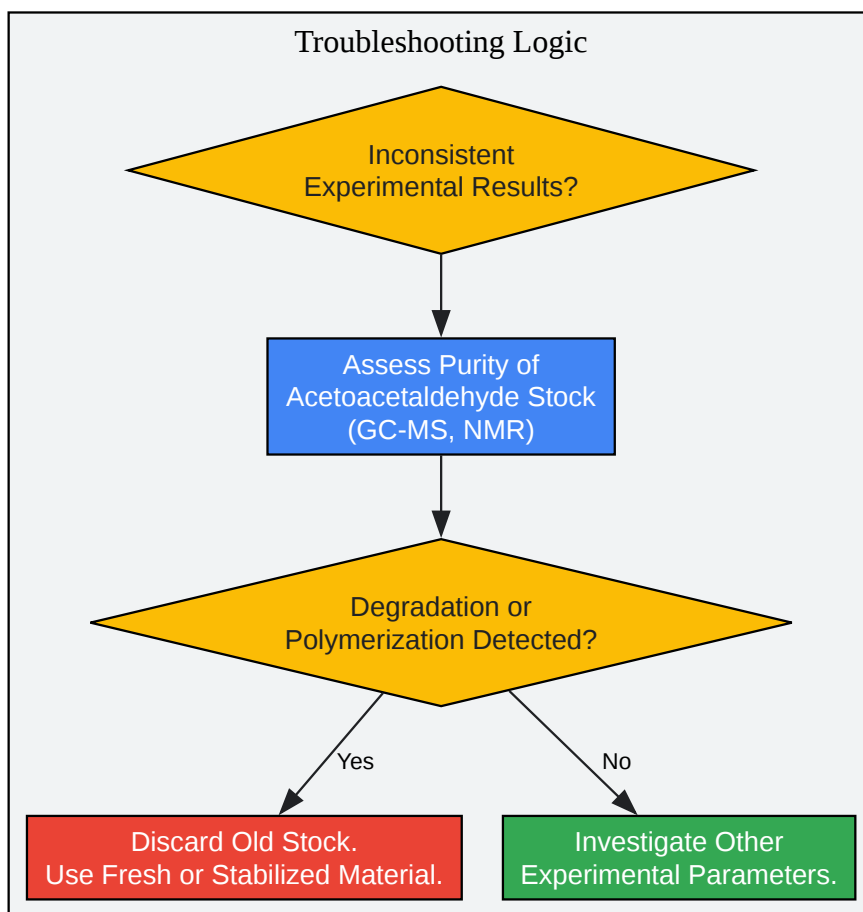 Troubleshooting Logic
Inconsistent
Experimental Results?
Assess Purity of
Acetoacetaldehyde Stock
(GC-MS, NMR)
Degradation or
Polymerization Detected?
Yes
No
Discard Old Stock.
Use Fresh or Stabilized Material.
Investigate Other
Experimental Parameters.